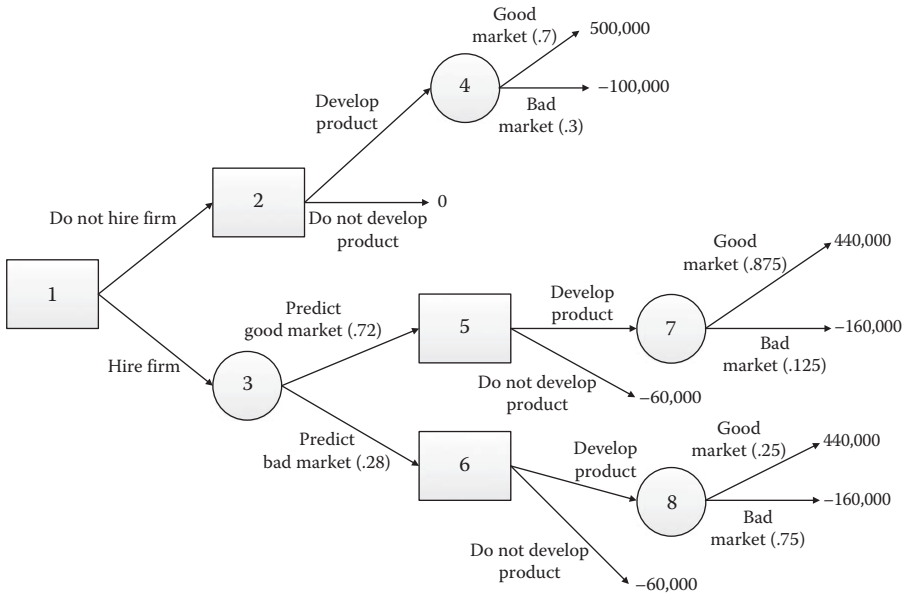 Good
market (.7)
500,000
4
−100,000
Bad
market (.3)
Develop
product
2
0
Do not hire firm
Do not develop
product
1
Good
market (.875)
440,000
Predict
good market (.72)
5
Develop
product
7
−160,000
Bad
market (.125)
Hire firm
3
Do not develop
product
−60,000
Predict
bad market (.28)
6
Develop
product
Good
market (.25)
440,000
8
−160,000
Bad
market (.75)
Do not develop
product
−60,000